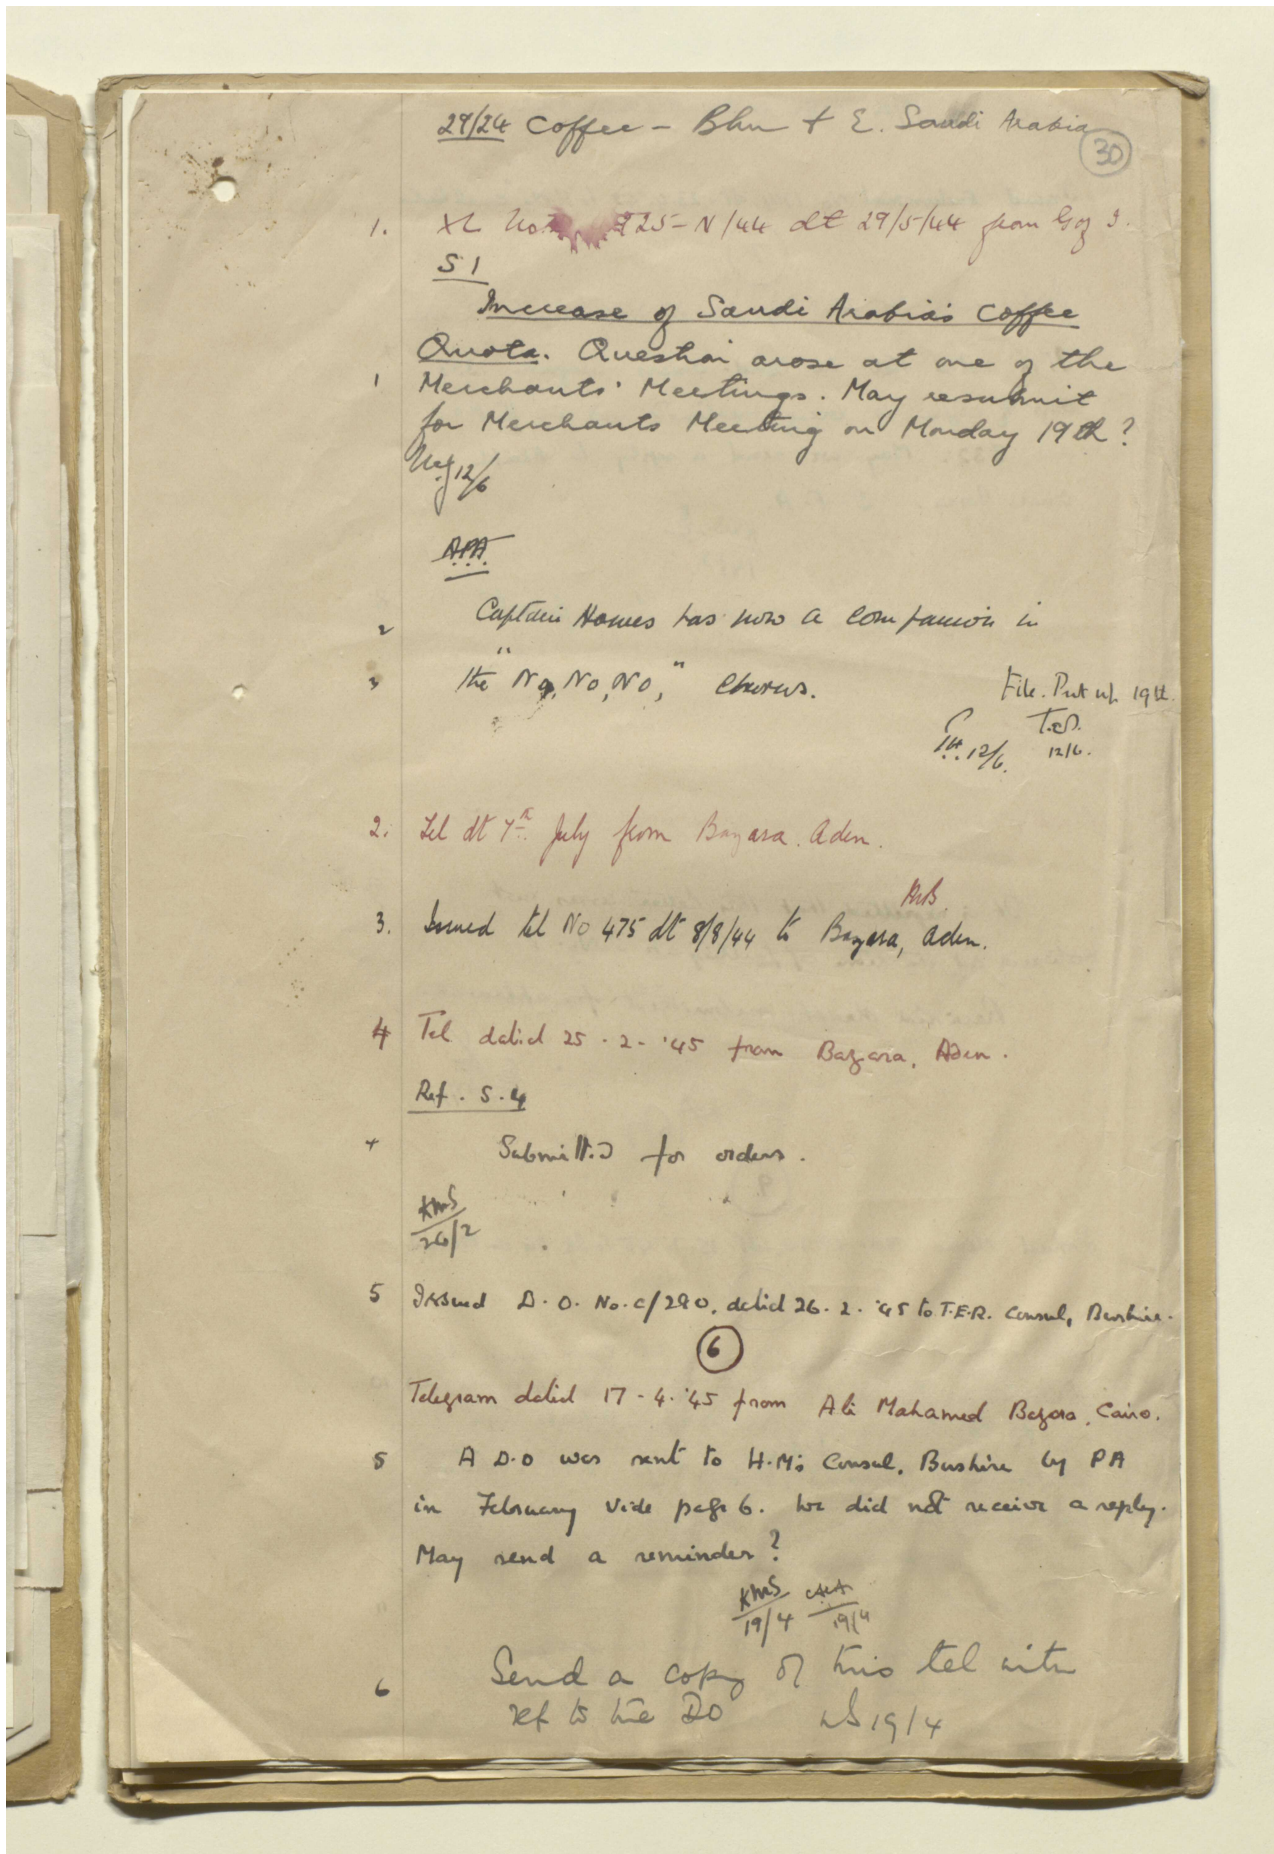 29/24 Coffee - Bhn + E. Saudi Arabia
30
1. XL No 25-N/44 dt 29/5/44 from G of I.
S 1
Increase of Saudi Arabia's Coffee
Quota. Question arose at one of the
1 Merchants' Meetings. May resubmit
for Merchants Meeting on Monday 19th?
12/6
A.P.A.
2 Captain Howes has now a companion in
3 the "No, No, No," chorus.
File. Put up 19th.
T.
12/6. 12/6.
2. Tel dt 7th July from Bazara. Aden.
3. Issued tel No 475 dt 8/8/44 to Bazara, Aden.
4 Tel dated 25-2-'45 from Bazara, Aden.
Ref. S.4
4 Submitted for orders.
KMS
26/2
5 Issued D.O. No. C/290, dated 26.2.'45 to T.E.R. Consul, Bushire.
6
Telegram dated 17-4-'45 from Ali Mahamed Bazara, Cairo.
5 A D.O was sent to H.M's Consul, Bushire by PA
in February vide page 6. We did not receive a reply.
May send a reminder?
KMS
19/4 19/4
6 Send a copy of this tel with
ref to the DO 19/4